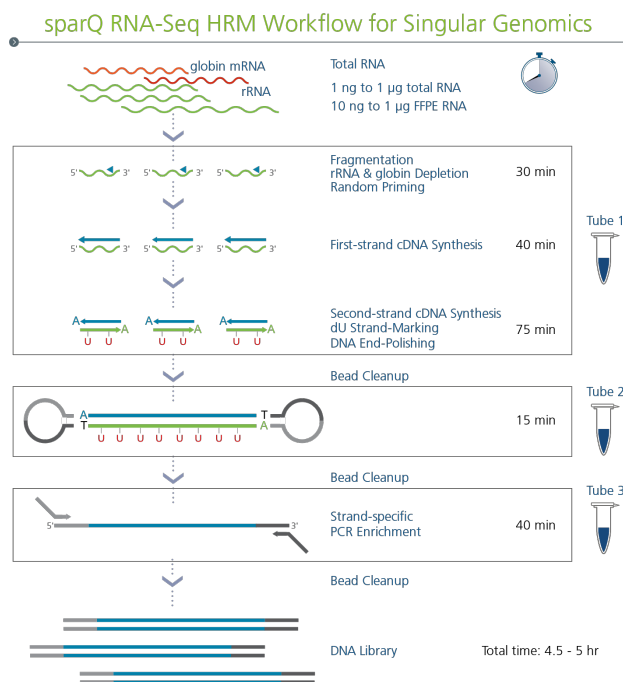 sparQ RNA-Seq HRM Workflow for Singular Genomics
globin mRNA
rRNA
Total RNA
1 ng to 1 µg total RNA
10 ng to 1 µg FFPE RNA
5' 3' 5' 3' 5' 3'
Fragmentation
rRNA & globin Depletion
Random Priming
30 min
Tube 1
5' 3' 5' 3' 5' 3'
First-strand cDNA Synthesis
40 min
A A A A A A
U U U U U U
Second-strand cDNA Synthesis
dU Strand-Marking
DNA End-Polishing
75 min
Bead Cleanup
Tube 2
A T
T A
U U U U U U U U
15 min
Bead Cleanup
Tube 3
5' 3'
Strand-specific
PCR Enrichment
40 min
Bead Cleanup
DNA Library
Total time: 4.5 - 5 hr